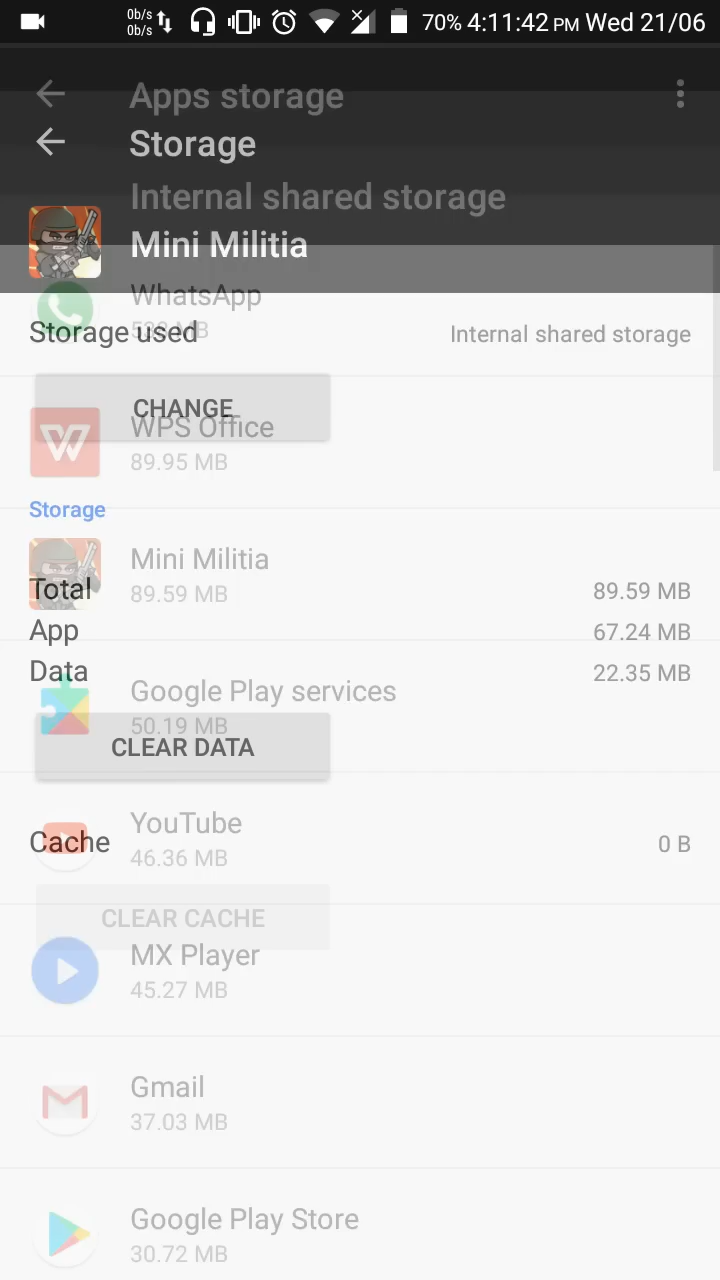 0b/s
0b/s
70% 4:11:42 PM Wed 21/06
Apps storage
Storage
Internal shared storage
Mini Militia
WhatsApp
Storage used
Internal shared storage
CHANGE
WPS Office
89.95 MB
Storage
Mini Militia
89.59 MB
Total
89.59 MB
App
67.24 MB
Data
22.35 MB
Google Play services
50.19 MB
CLEAR DATA
YouTube
Cache
0 B
46.36 MB
CLEAR CACHE
MX Player
45.27 MB
Gmail
37.03 MB
Google Play Store
30.72 MB